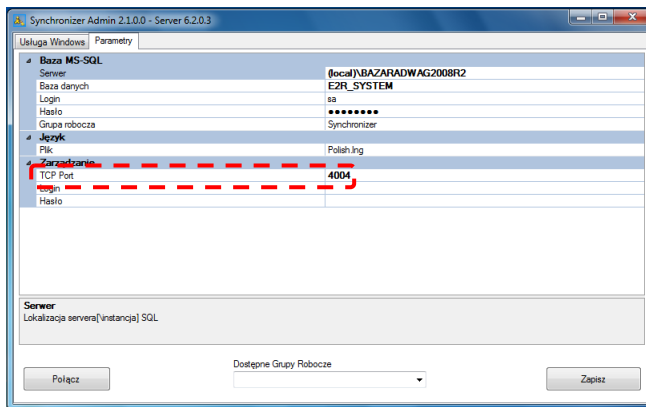 Synchronizer Admin 2.1.0.0 - Server 6.2.0.3
Usługa Windows Parametry
Baza MS-SQL
Serwer (local)\BAZARADWAG2008R2
Baza danych E2R_SYSTEM
Login sa
Hasło ●●●●●●●●
Grupa robocza Synchronizer
Język
Plik Polish.lng
Zarządzanie
TCP Port 4004
Login
Hasło
Serwer
Lokalizacja servera[\instancja] SQL
Dostępne Grupy Robocze
Połącz Zapisz